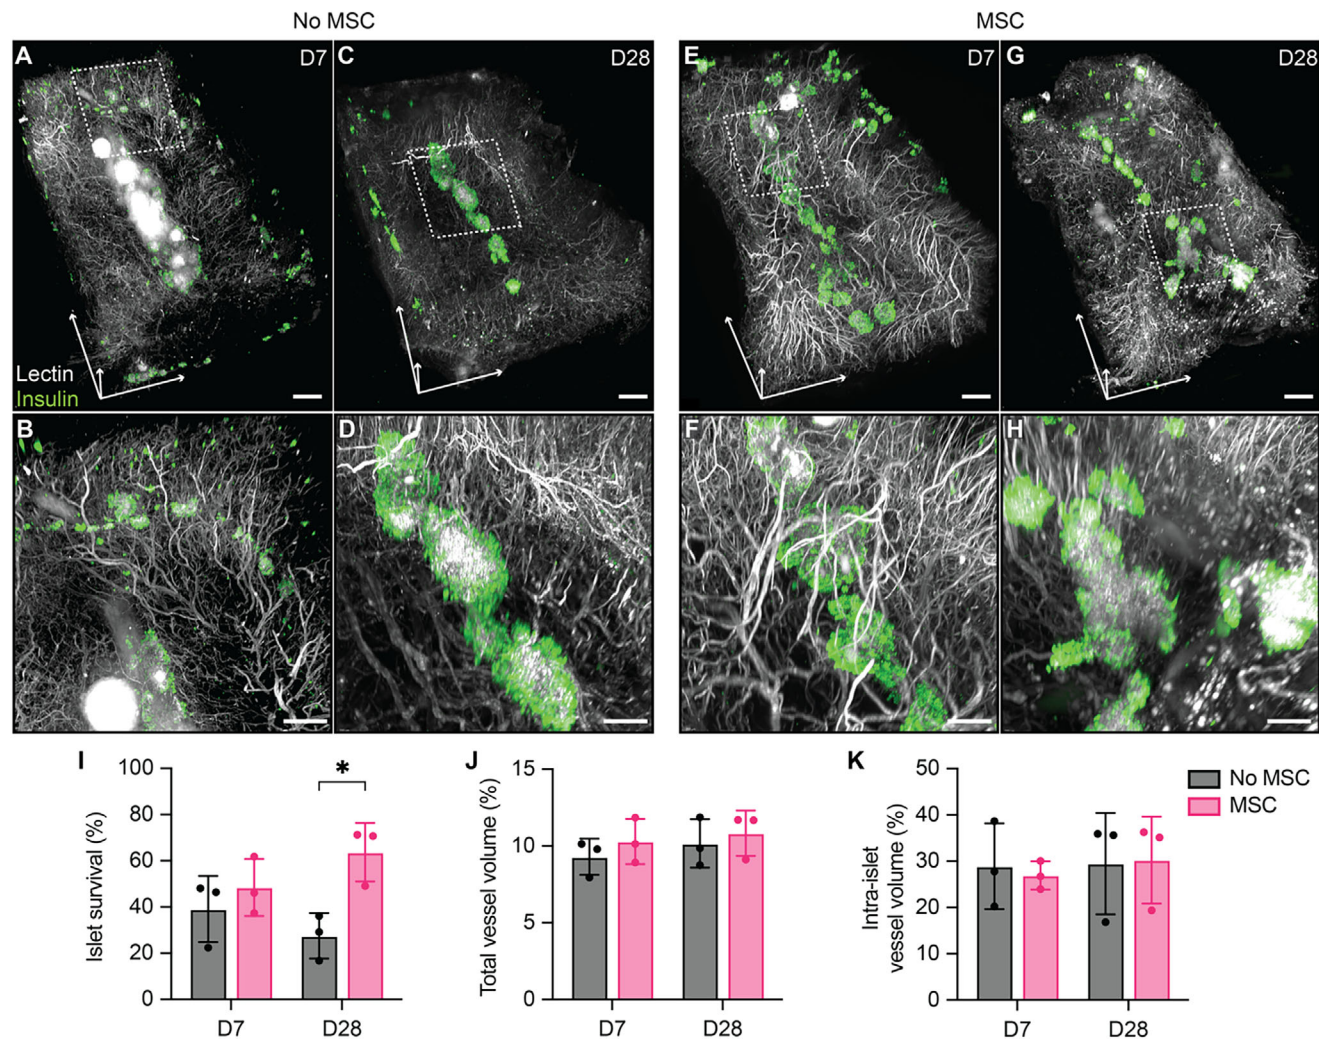 No MSC
MSC
A
D7
C
D28
E
D7
G
D28
Lectin
Insulin
B
D
F
H
I
Islet survival (%)
100
80
60
40
20
0
*
D7
D28
J
Total vessel volume (%)
15
10
5
0
D7
D28
K
Intra-islet
vessel volume (%)
50
40
30
20
10
0
D7
D28
No MSC
MSC